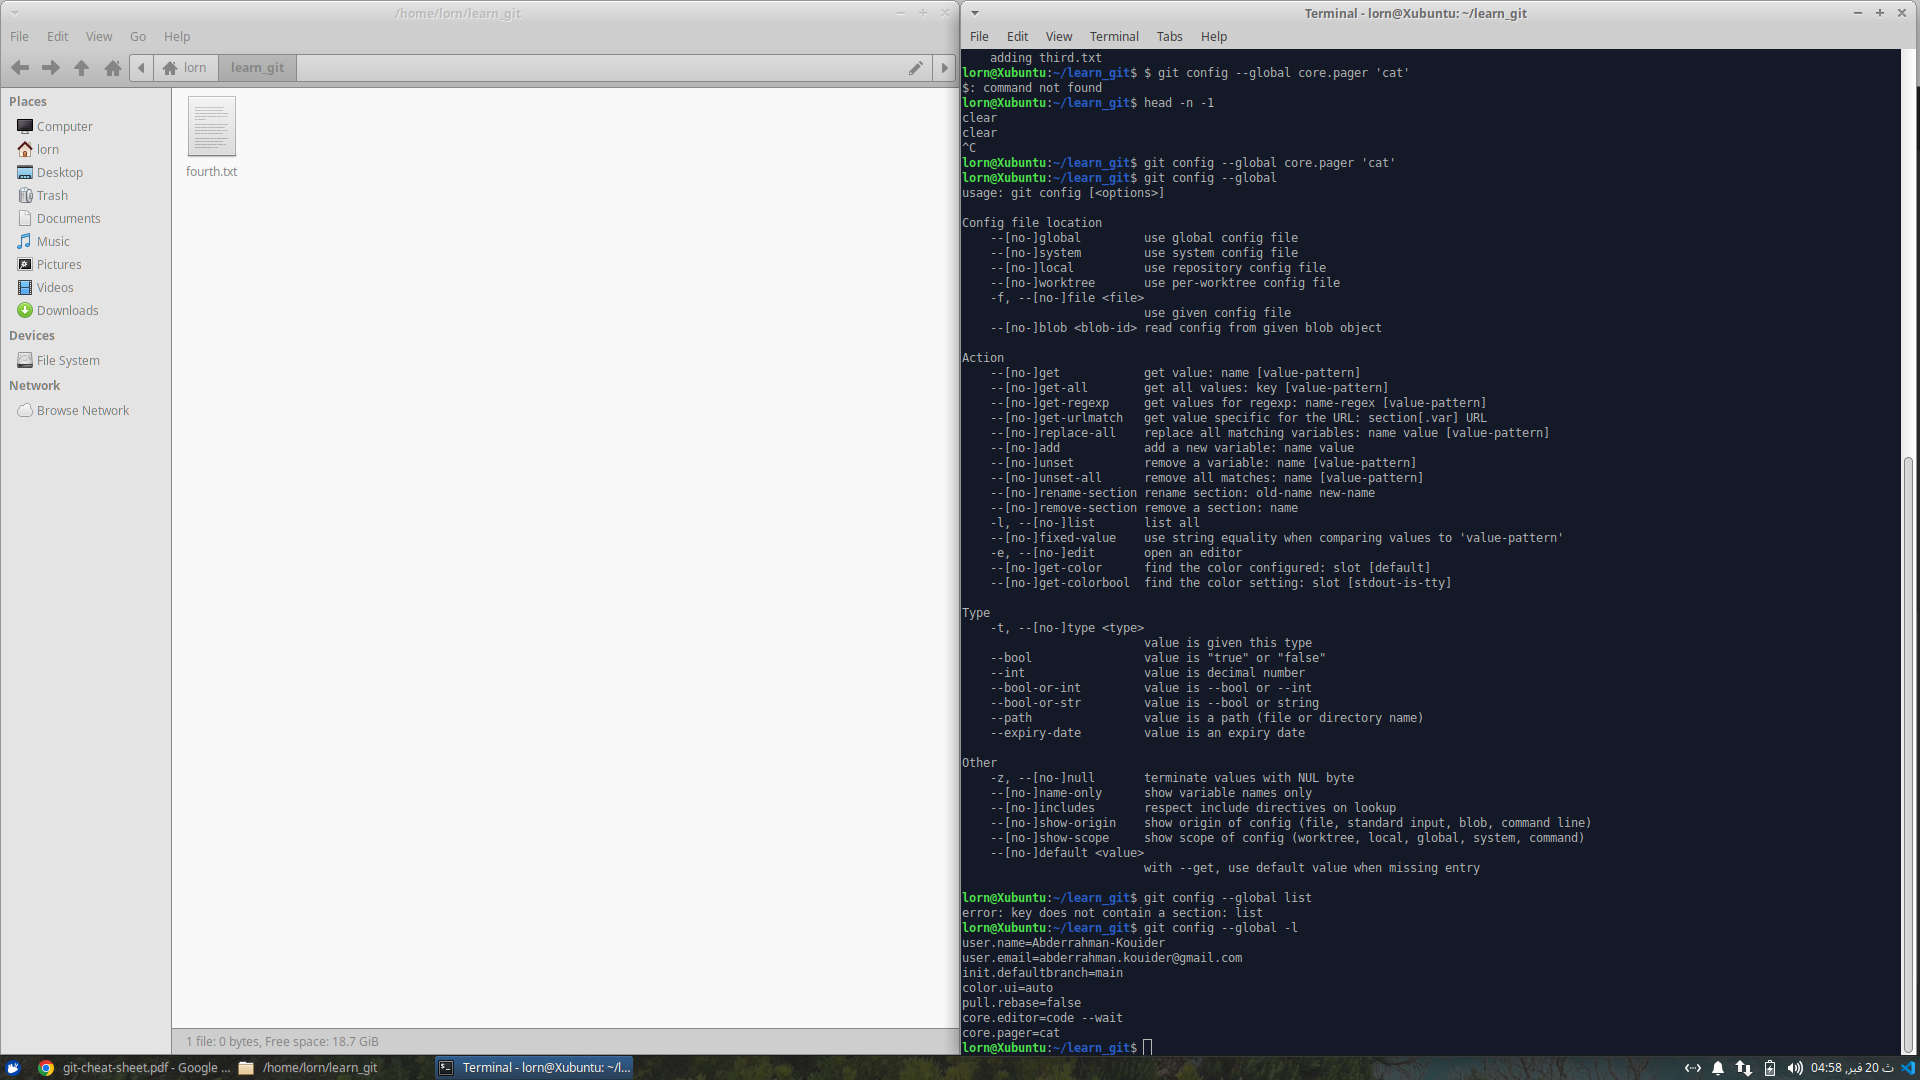 /home/lorn/learn_git
File Edit View Go Help
lorn learn_git
Places
Computer
lorn
Desktop
Trash
Documents
Music
Pictures
Videos
Downloads
Devices
File System
Network
Browse Network
fourth.txt
1 file: 0 bytes, Free space: 18.7 GiB
Terminal - lorn@Xubuntu: ~/learn_git
File Edit View Terminal Tabs Help
    adding third.txt
lorn@Xubuntu:~/learn_git$ $ git config --global core.pager 'cat'
$: command not found
lorn@Xubuntu:~/learn_git$ head -n -1
clear
clear
^C
lorn@Xubuntu:~/learn_git$ git config --global core.pager 'cat'
lorn@Xubuntu:~/learn_git$ git config --global
usage: git config [<options>]

Config file location
    --[no-]global         use global config file
    --[no-]system         use system config file
    --[no-]local          use repository config file
    --[no-]worktree       use per-worktree config file
    -f, --[no-]file <file>
                          use given config file
    --[no-]blob <blob-id> read config from given blob object

Action
    --[no-]get            get value: name [value-pattern]
    --[no-]get-all        get all values: key [value-pattern]
    --[no-]get-regexp     get values for regexp: name-regex [value-pattern]
    --[no-]get-urlmatch   get value specific for the URL: section[.var] URL
    --[no-]replace-all    replace all matching variables: name value [value-pattern]
    --[no-]add            add a new variable: name value
    --[no-]unset          remove a variable: name [value-pattern]
    --[no-]unset-all      remove all matches: name [value-pattern]
    --[no-]rename-section rename section: old-name new-name
    --[no-]remove-section remove a section: name
    -l, --[no-]list       list all
    --[no-]fixed-value    use string equality when comparing values to 'value-pattern'
    -e, --[no-]edit       open an editor
    --[no-]get-color      find the color configured: slot [default]
    --[no-]get-colorbool  find the color setting: slot [stdout-is-tty]

Type
    -t, --[no-]type <type>
                          value is given this type
    --bool                value is "true" or "false"
    --int                 value is decimal number
    --bool-or-int         value is --bool or --int
    --bool-or-str         value is --bool or string
    --path                value is a path (file or directory name)
    --expiry-date         value is an expiry date

Other
    -z, --[no-]null       terminate values with NUL byte
    --[no-]name-only      show variable names only
    --[no-]includes       respect include directives on lookup
    --[no-]show-origin    show origin of config (file, standard input, blob, command line)
    --[no-]show-scope     show scope of config (worktree, local, global, system, command)
    --[no-]default <value>
                          with --get, use default value when missing entry

lorn@Xubuntu:~/learn_git$ git config --global list
error: key does not contain a section: list
lorn@Xubuntu:~/learn_git$ git config --global -l
user.name=Abderrahman-Kouider
user.email=abderrahman.kouider@gmail.com
init.defaultbranch=main
color.ui=auto
pull.rebase=false
core.editor=code --wait
core.pager=cat
lorn@Xubuntu:~/learn_git$
git-cheat-sheet.pdf - Google ... /home/lorn/learn_git Terminal - lorn@Xubuntu: ~/l... ث 20 فبر, 04:58